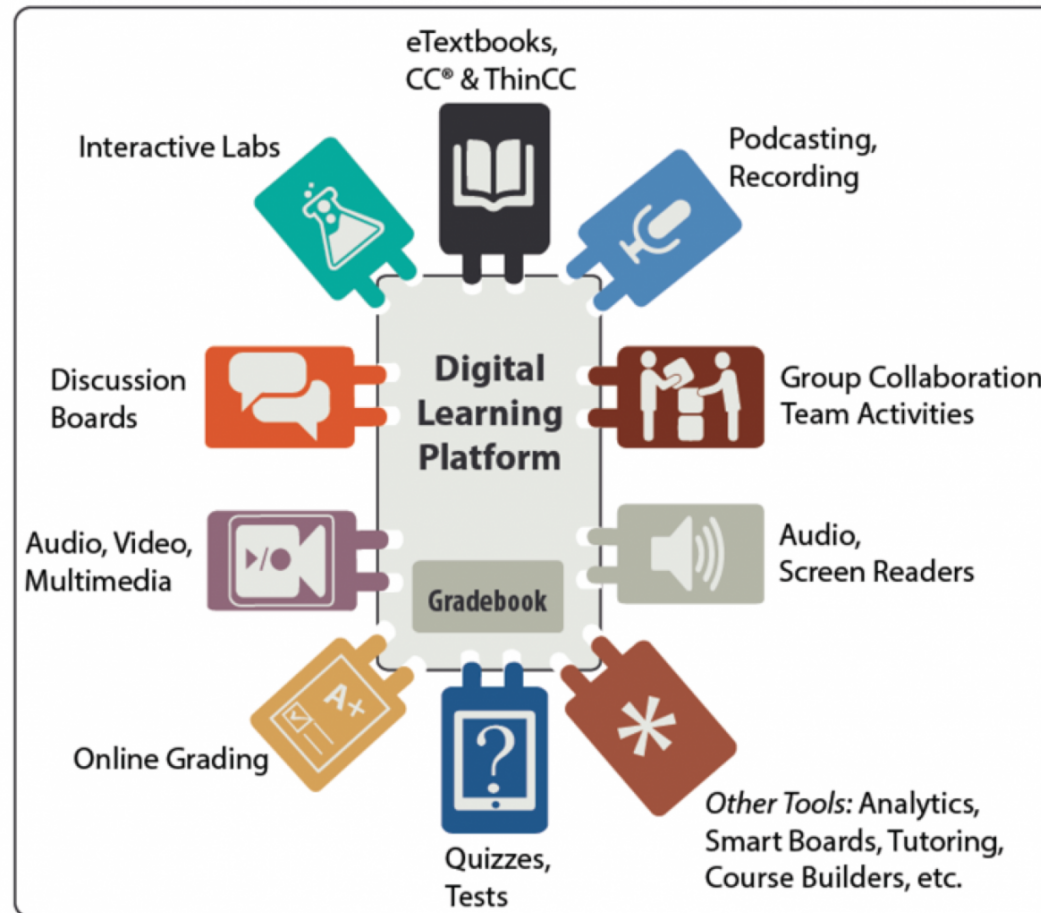 eTextbooks,
CC® & ThinCC
Interactive Labs
Podcasting,
Recording
Digital
Learning
Platform
Discussion
Boards
Group Collaboration
Team Activities
Audio, Video,
Multimedia
Audio,
Screen Readers
Gradebook
A+
Online Grading
?
*
Quizzes,
Tests
Other Tools: Analytics,
Smart Boards, Tutoring,
Course Builders, etc.